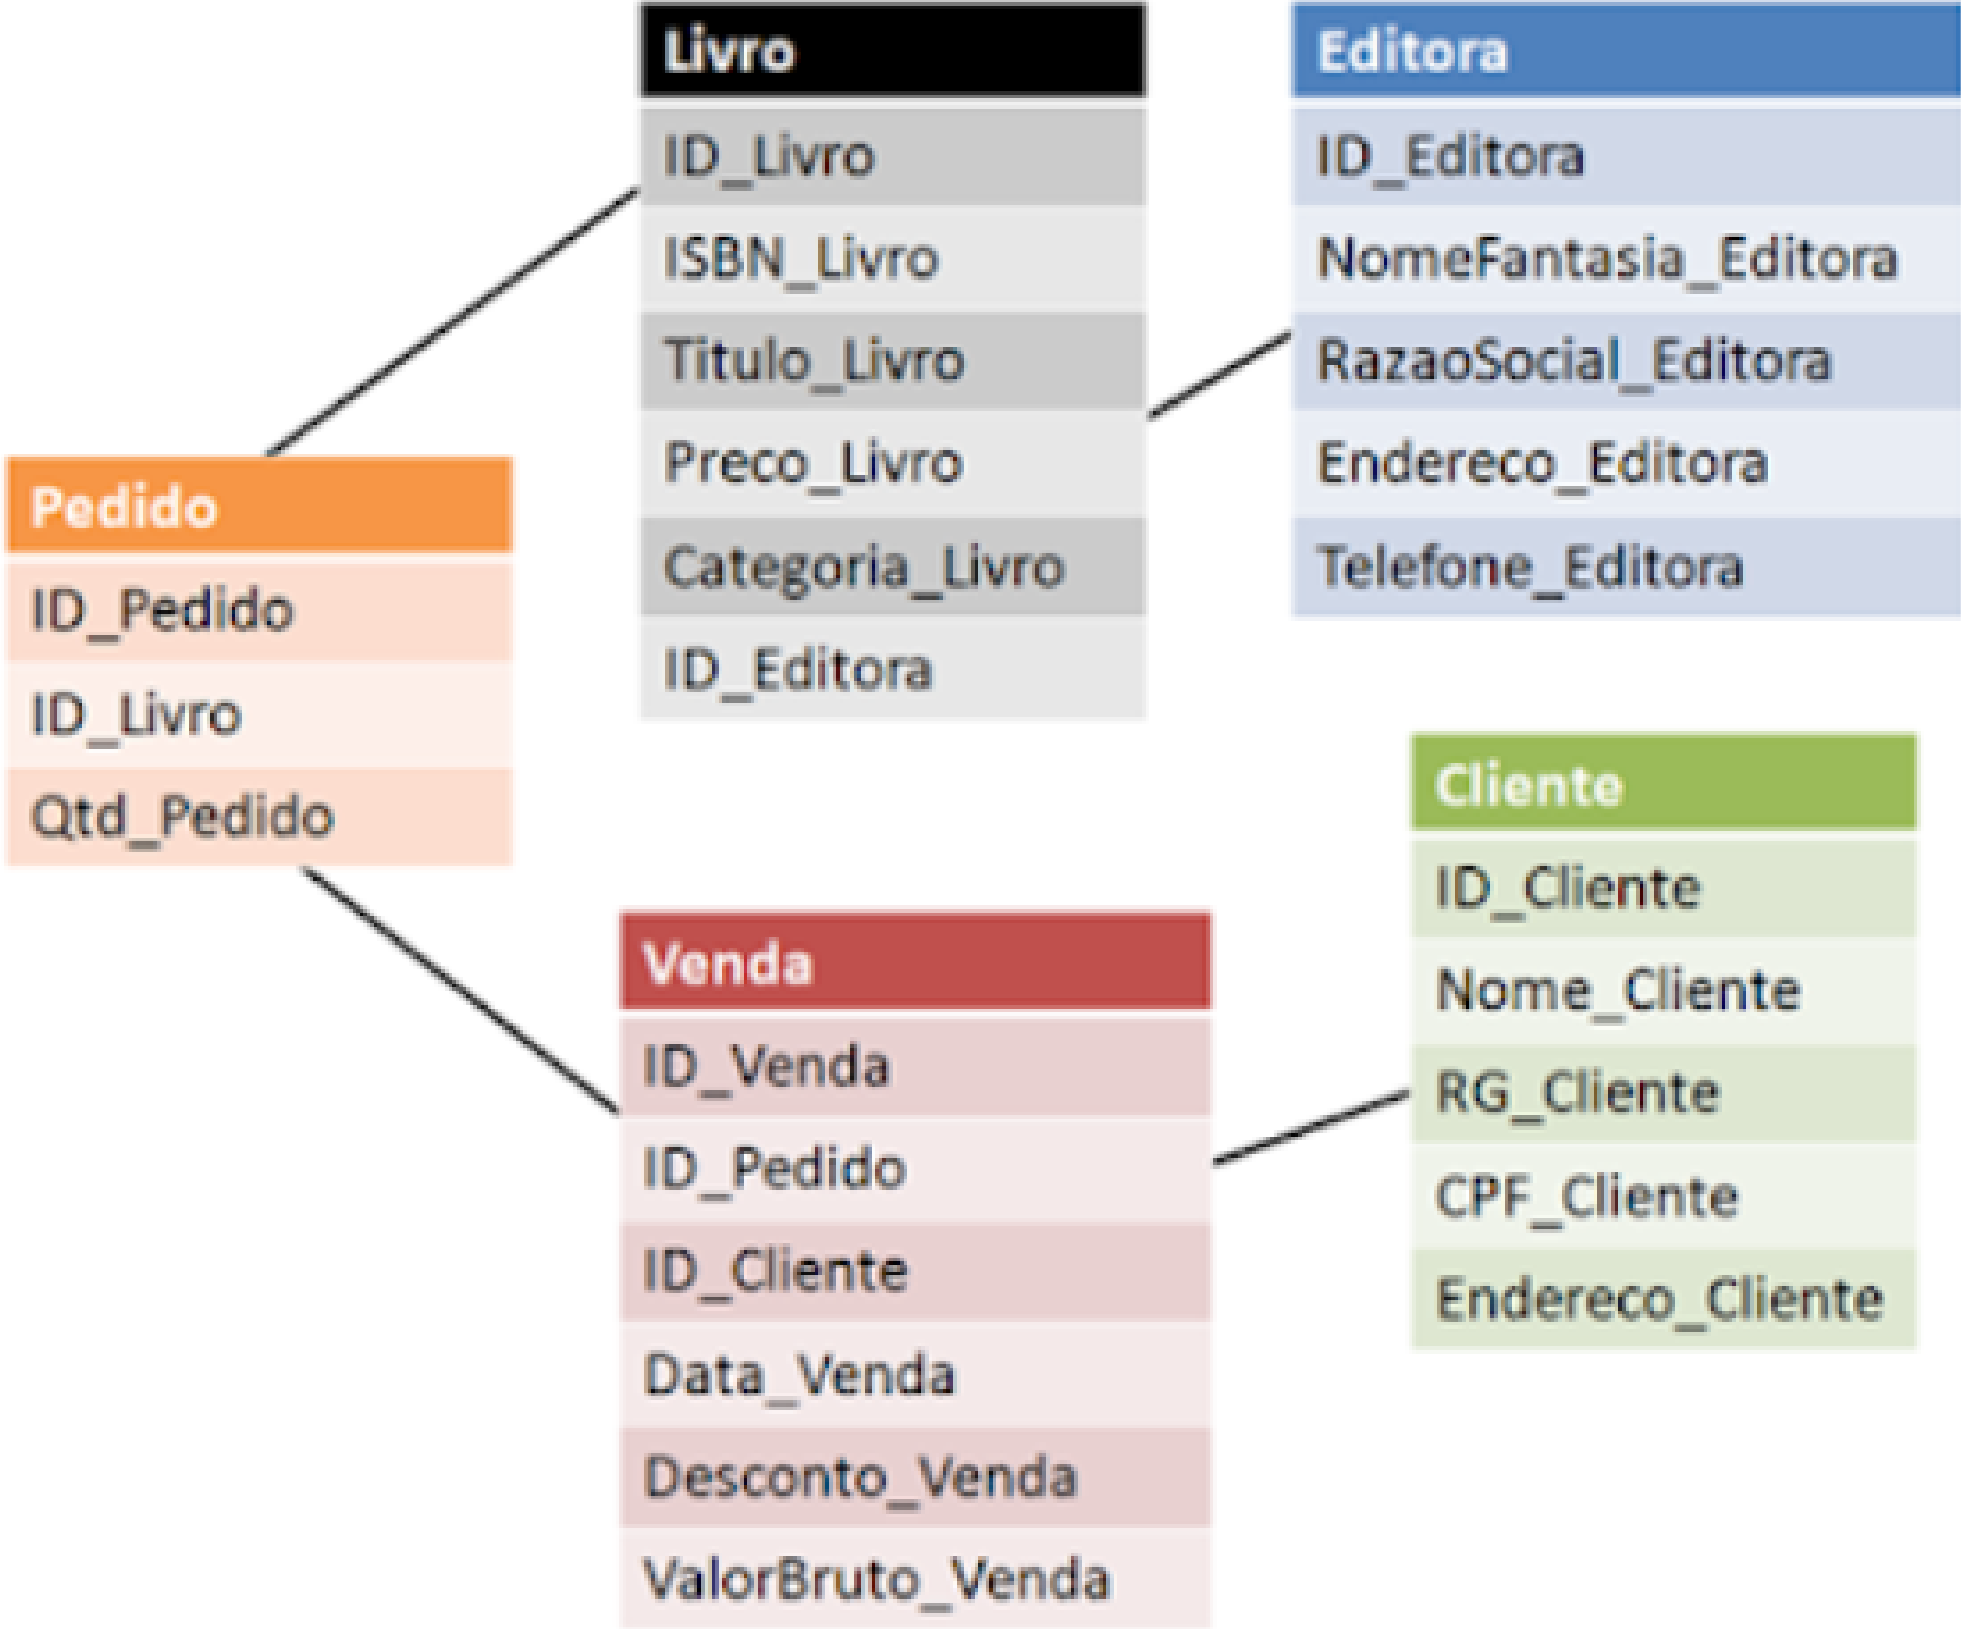 Livro
ID_Livro
ISBN_Livro
Titulo_Livro
Preco_Livro
Categoria_Livro
ID_Editora
Editora
ID_Editora
NomeFantasia_Editora
RazaoSocial_Editora
Endereco_Editora
Telefone_Editora
Pedido
ID_Pedido
ID_Livro
Qtd_Pedido
Venda
ID_Venda
ID_Pedido
ID_Cliente
Data_Venda
Desconto_Venda
ValorBruto_Venda
Cliente
ID_Cliente
Nome_Cliente
RG_Cliente
CPF_Cliente
Endereco_Cliente